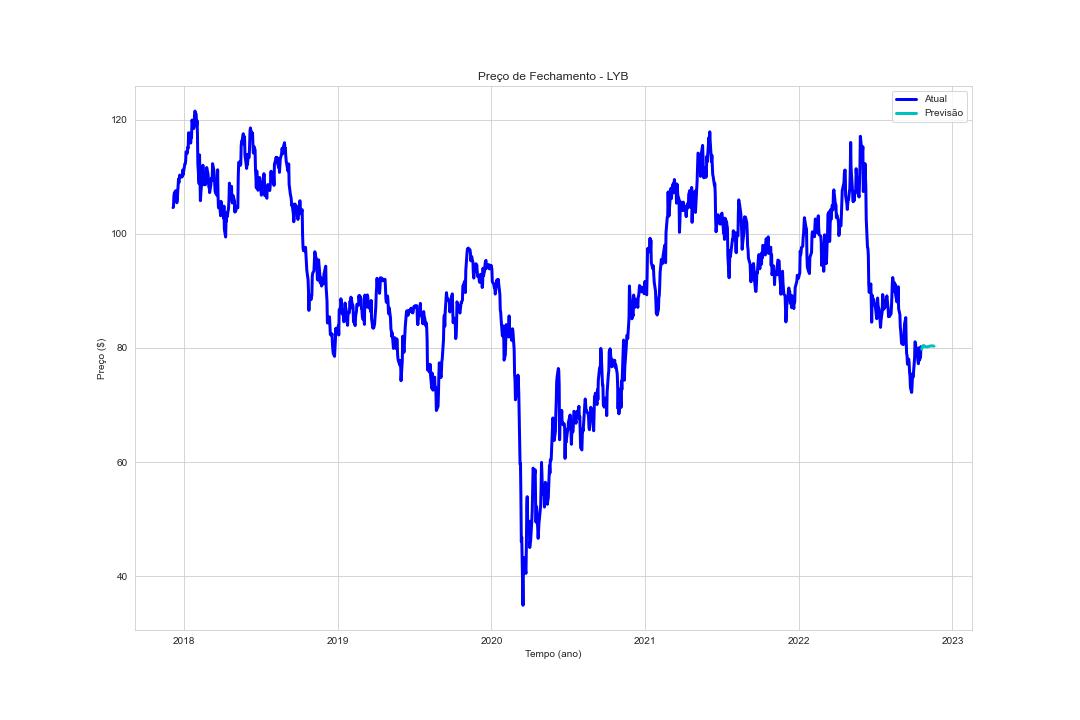 Preço de Fechamento - LYB
Atual
Previsão
120
100
80
60
40
Preço ($)
2018
2019
2020
2021
2022
2023
Tempo (ano)